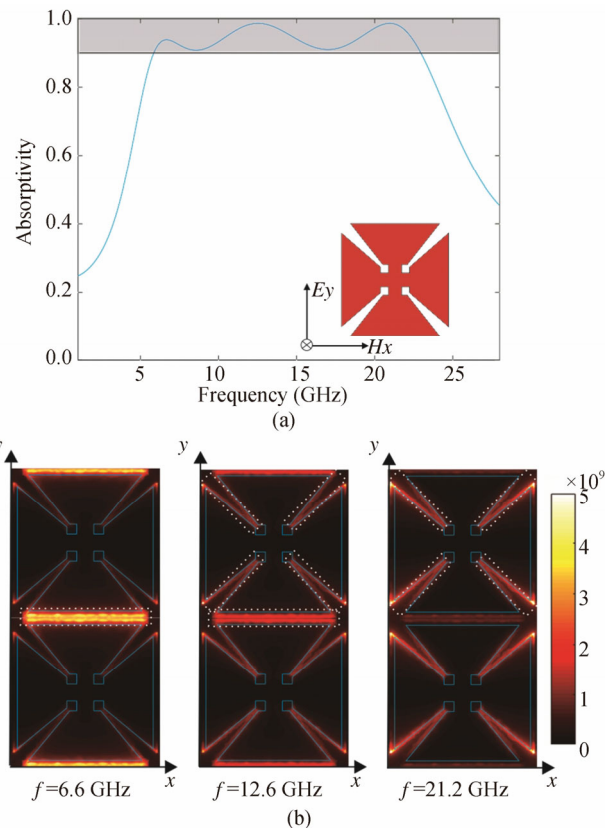 1.0
0.8
0.6
0.4
0.2
0.0
Absorptivity
5 10 15 20 25
Frequency (GHz)
Ey
Hx
(a)
y y y
×10⁹
5
4
3
2
1
0
x x x
f=6.6 GHz f=12.6 GHz f=21.2 GHz
(b)